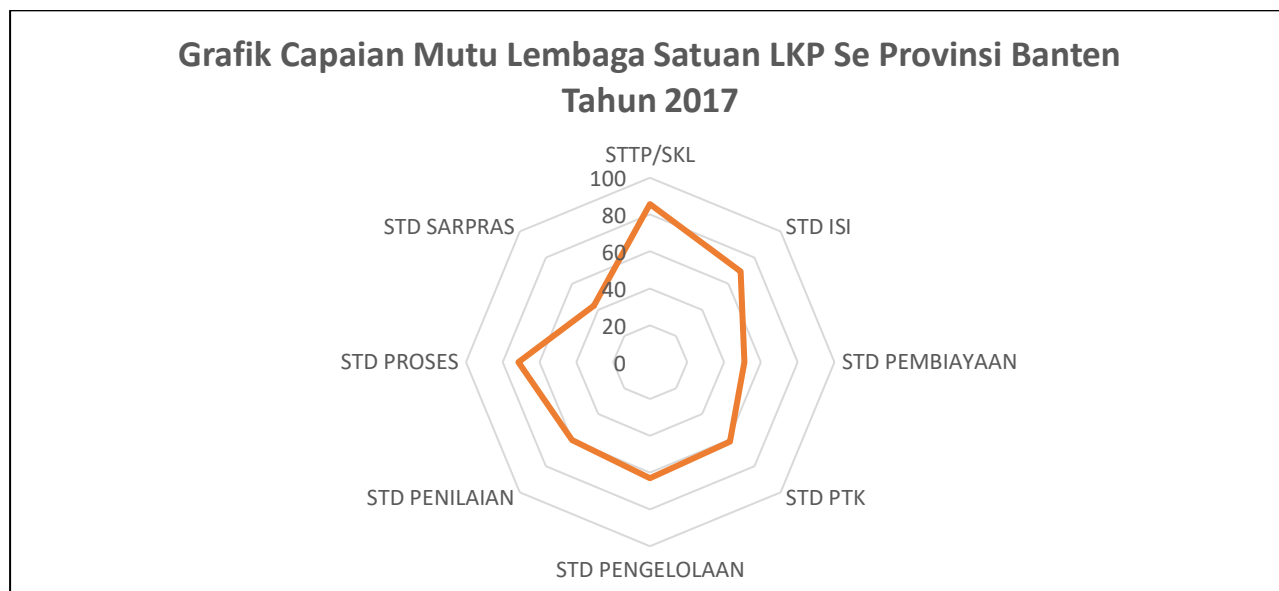 Grafik Capaian Mutu Lembaga Satuan LKP Se Provinsi Banten
Tahun 2017
STTP/SKL
100
STD SARPRAS
80
STD ISI
60
40
20
STD PROSES
0
STD PEMBIAYAAN
STD PENILAIAN
STD PTK
STD PENGELOLAAN